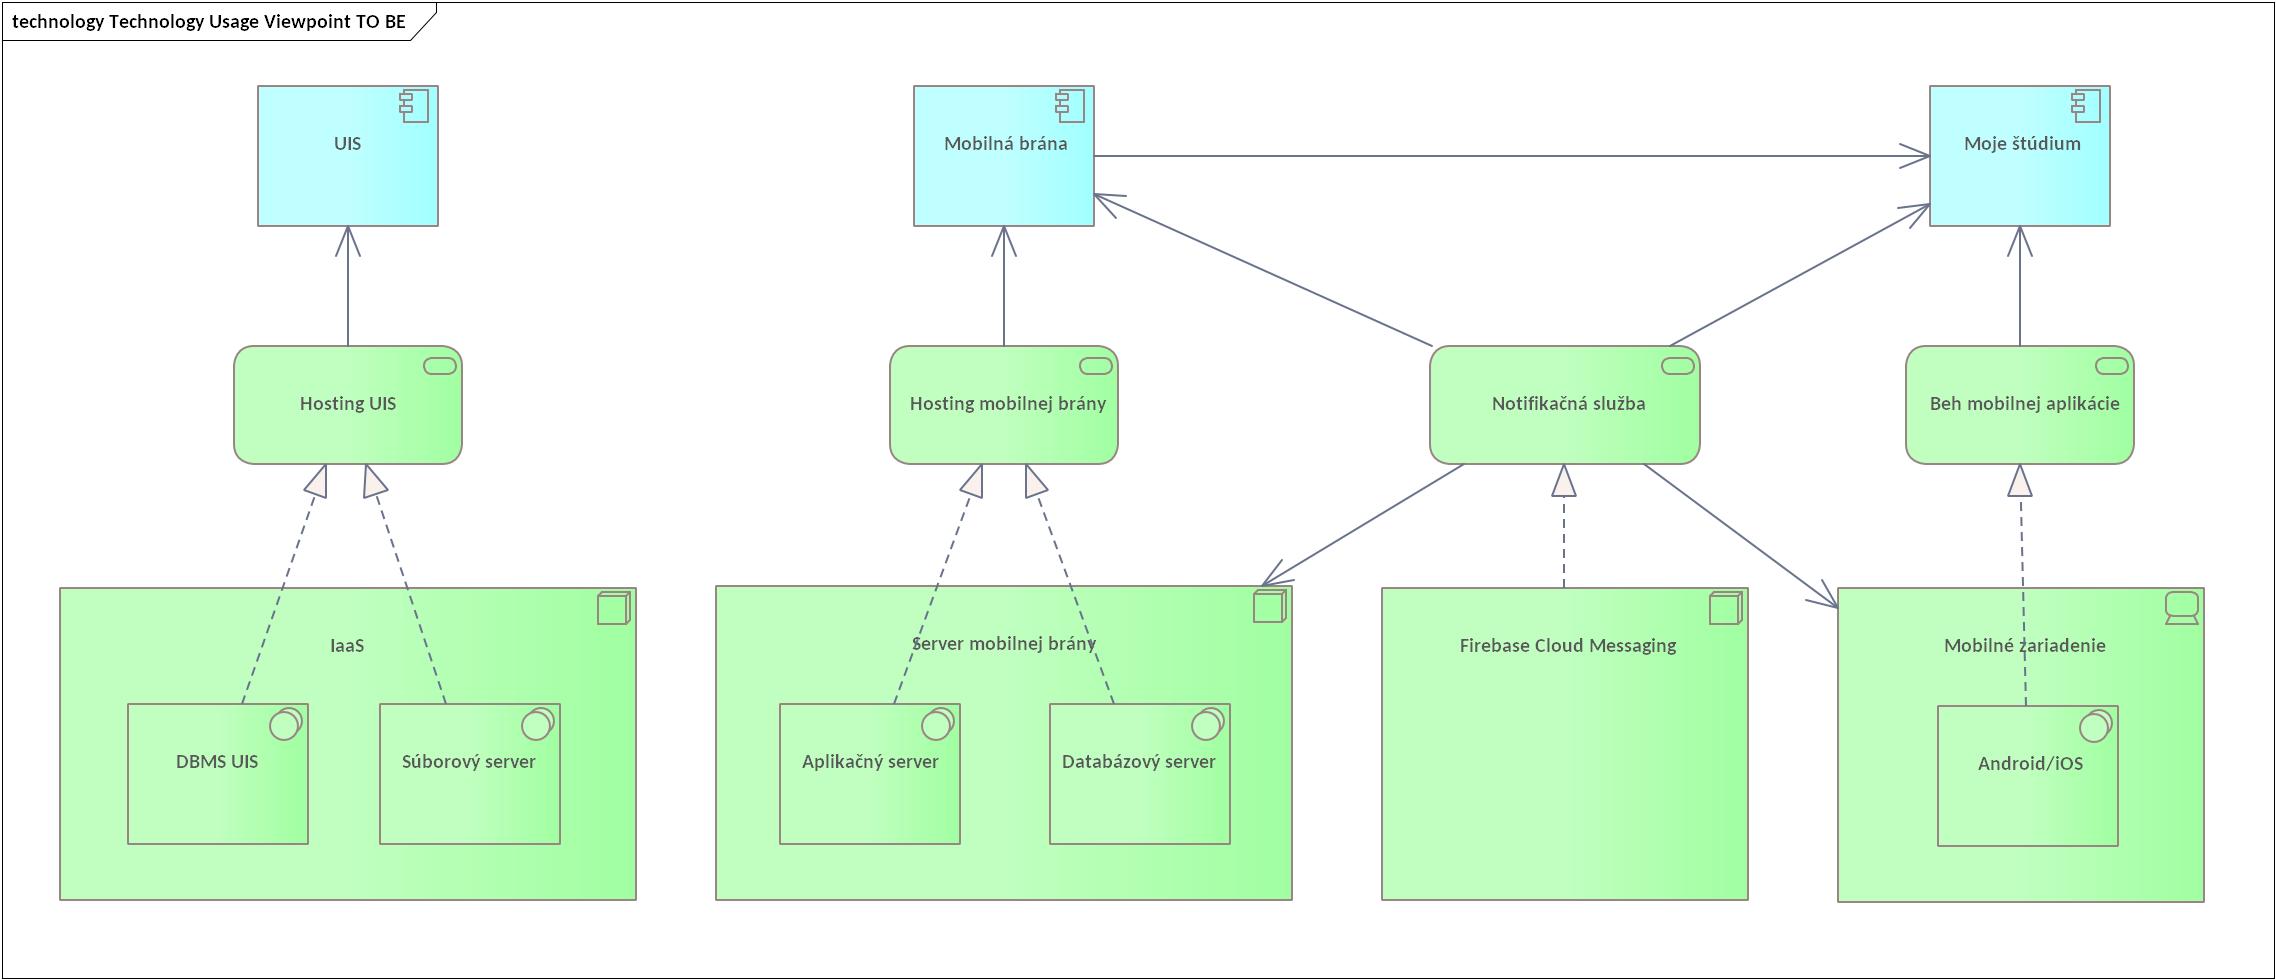 technology Technology Usage Viewpoint TO BE
UIS
Mobilná brána
Moje štúdium
Hosting UIS
Hosting mobilnej brány
Notifikačná služba
Beh mobilnej aplikácie
IaaS
Server mobilnej brány
Firebase Cloud Messaging
Mobilné zariadenie
DBMS UIS
Súborový server
Aplikačný server
Databázový server
Android/iOS